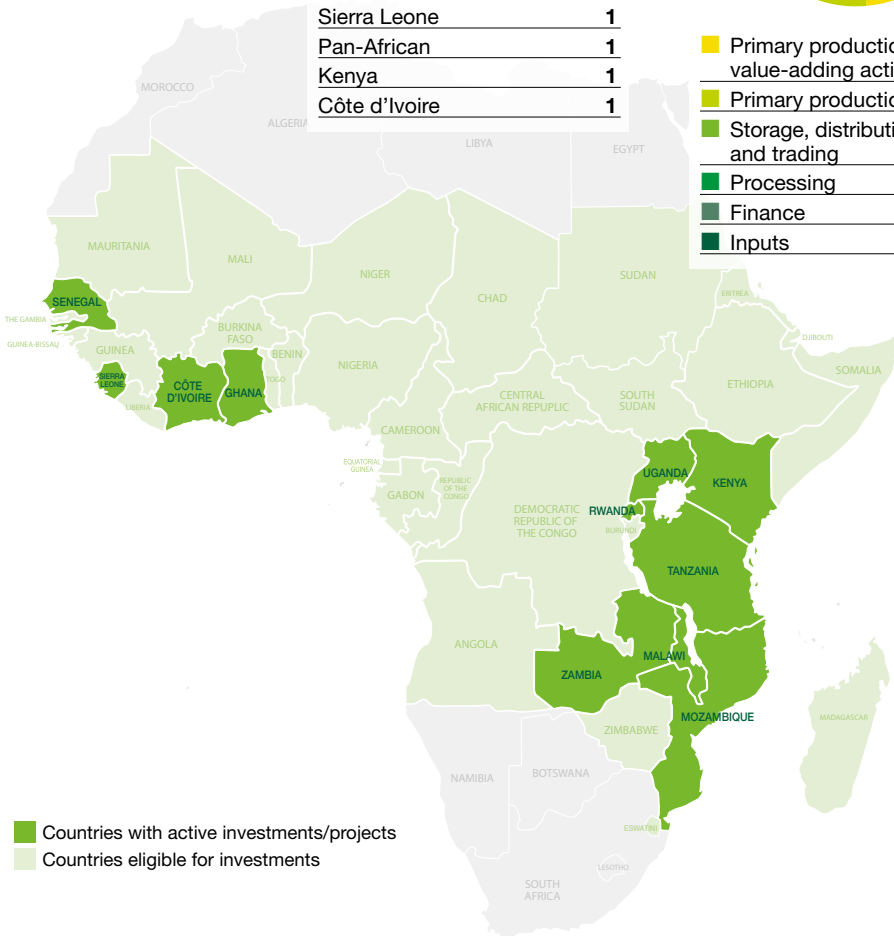 Sierra Leone 1
Pan-African 1
Kenya 1
Côte d'Ivoire 1
Primary productio
value-adding acti
Primary productio
Storage, distributi
and trading
Processing
Finance
Inputs
MOROCCO
ALGERIA
LIBYA
EGYPT
MAURITANIA
MALI
NIGER
CHAD
SUDAN
ERITREA
SENEGAL
THE GAMBIA
GUINEA-BISSAU
GUINEA
BURKINA
FASO
BENIN
TOGO
NIGERIA
DJIBOUTI
SOMALIA
ETHIOPIA
SIERRA
LEONE
LIBERIA
CÔTE
D'IVOIRE
GHANA
CENTRAL
AFRICAN REPUPLIC
SOUTH
SUDAN
CAMEROON
EQUATORIAL
GUINEA
GABON
REPUBLIC
OF THE
CONGO
DEMOCRATIC
REPUBLIC OF
THE CONGO
UGANDA
KENYA
RWANDA
BURUNDI
TANZANIA
ANGOLA
ZAMBIA
MALAWI
MOZAMBIQUE
ZIMBABWE
MADAGASCAR
NAMIBIA
BOTSWANA
ESWATINI
LESOTHO
SOUTH
AFRICA
Countries with active investments/projects
Countries eligible for investments